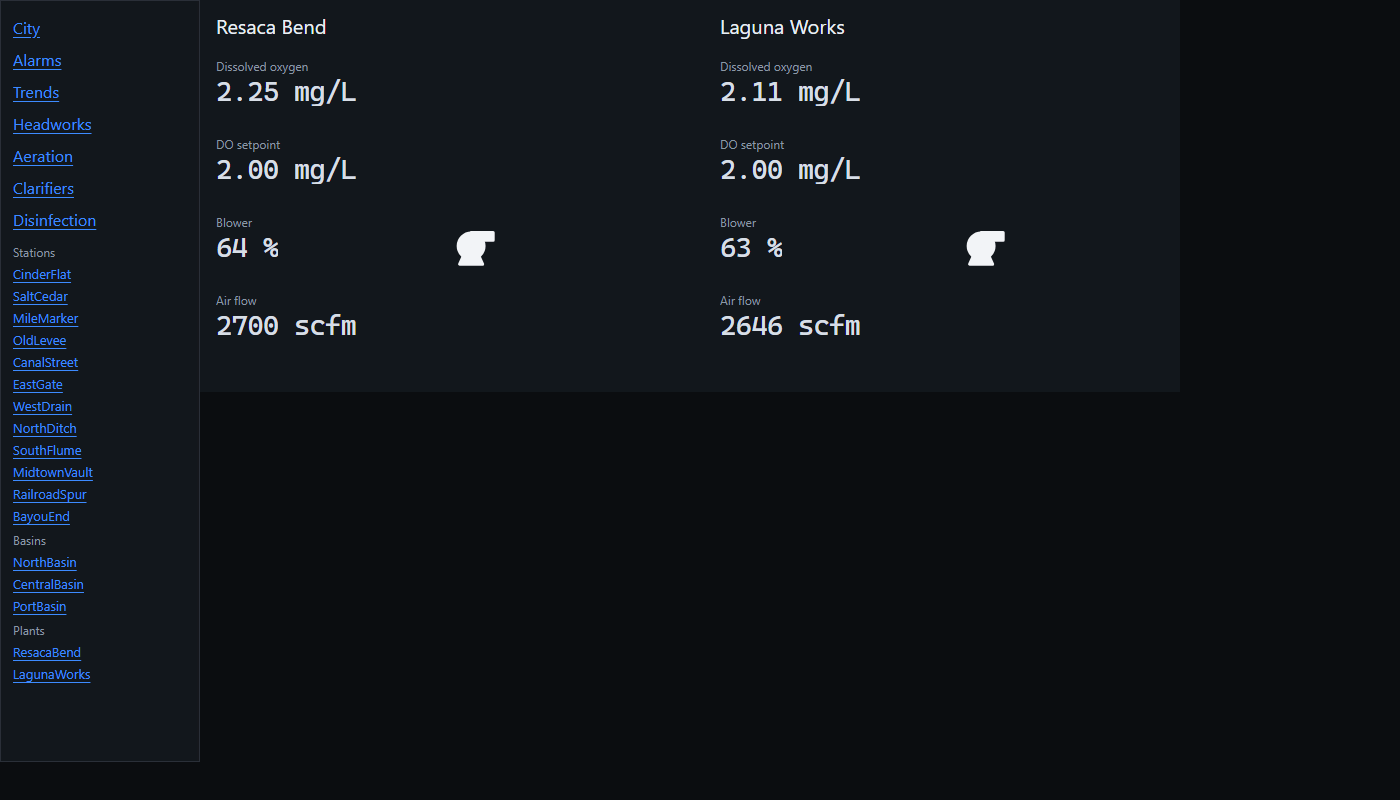 City
Alarms
Trends
Headworks
Aeration
Clarifiers
Disinfection
Stations
CinderFlat
SaltCedar
MileMarker
OldLevee
CanalStreet
EastGate
WestDrain
NorthDitch
SouthFlume
MidtownVault
RailroadSpur
BayouEnd
Basins
NorthBasin
CentralBasin
PortBasin
Plants
ResacaBend
LagunaWorks
Resaca Bend
Dissolved oxygen
2.25 mg/L
DO setpoint
2.00 mg/L
Blower
64 %
Air flow
2700 scfm
Laguna Works
Dissolved oxygen
2.11 mg/L
DO setpoint
2.00 mg/L
Blower
63 %
Air flow
2646 scfm